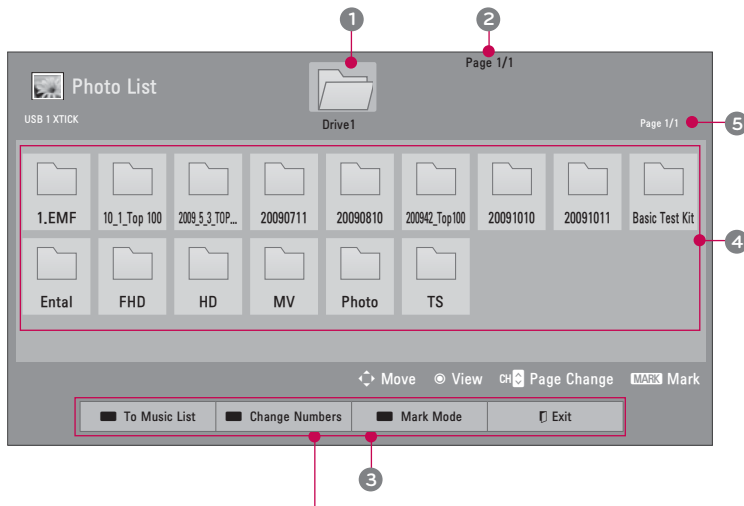 1
2
Page 1/1
Photo List
USB 1 XTICK
Drive1
Page 1/1
5
1.EMF
10_1_Top 100
2009_5_3_TOP...
20090711
20090810
200942_Top100
20091010
20091011
Basic Test Kit
4
Ental
FHD
HD
MV
Photo
TS
Move
View
CH Page Change
MARK Mark
To Music List
Change Numbers
Mark Mode
Exit
3